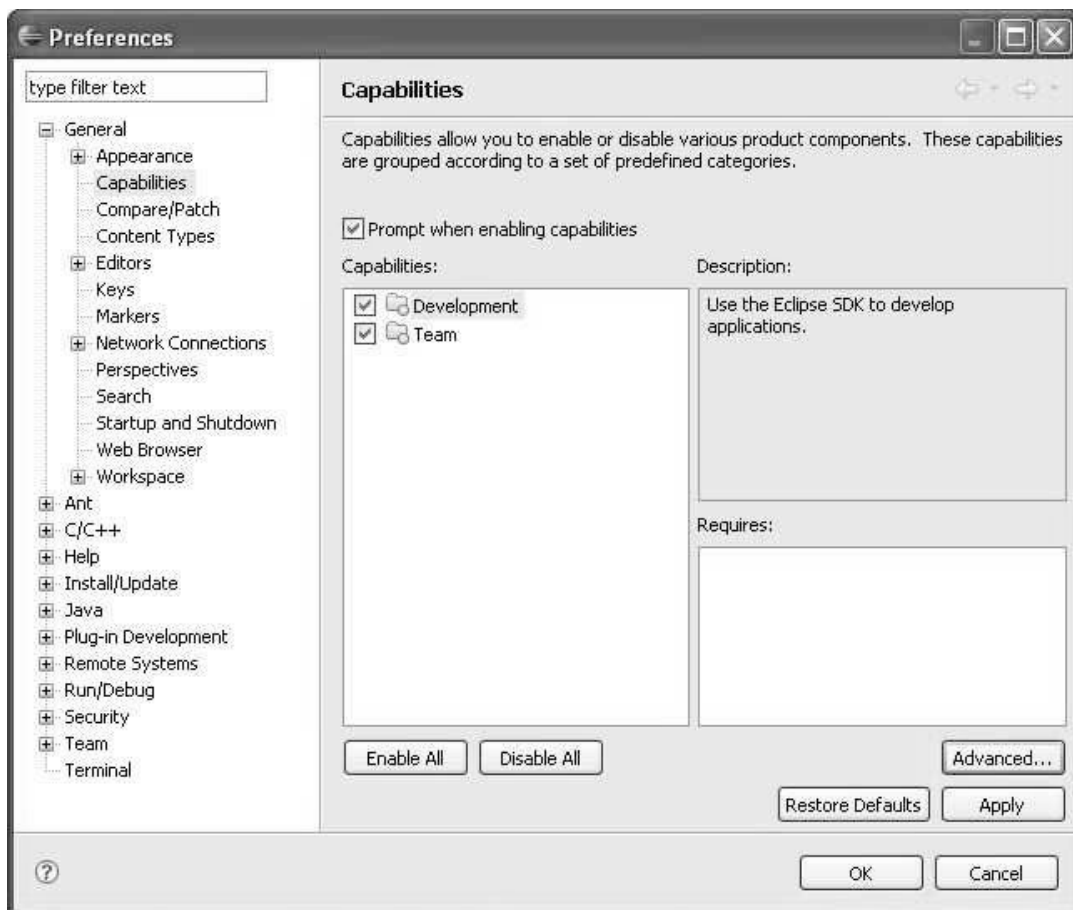 Preferences
type filter text
General
Appearance
Capabilities
Compare/Patch
Content Types
Editors
Keys
Markers
Network Connections
Perspectives
Search
Startup and Shutdown
Web Browser
Workspace
Ant
C/C++
Help
Install/Update
Java
Plug-in Development
Remote Systems
Run/Debug
Security
Team
Terminal
Capabilities
Capabilities allow you to enable or disable various product components.  These capabilities
are grouped according to a set of predefined categories.
Prompt when enabling capabilities
Capabilities:
Development
Team
Description:
Use the Eclipse SDK to develop
applications.
Requires:
Enable All
Disable All
Advanced...
Restore Defaults
Apply
?
OK
Cancel